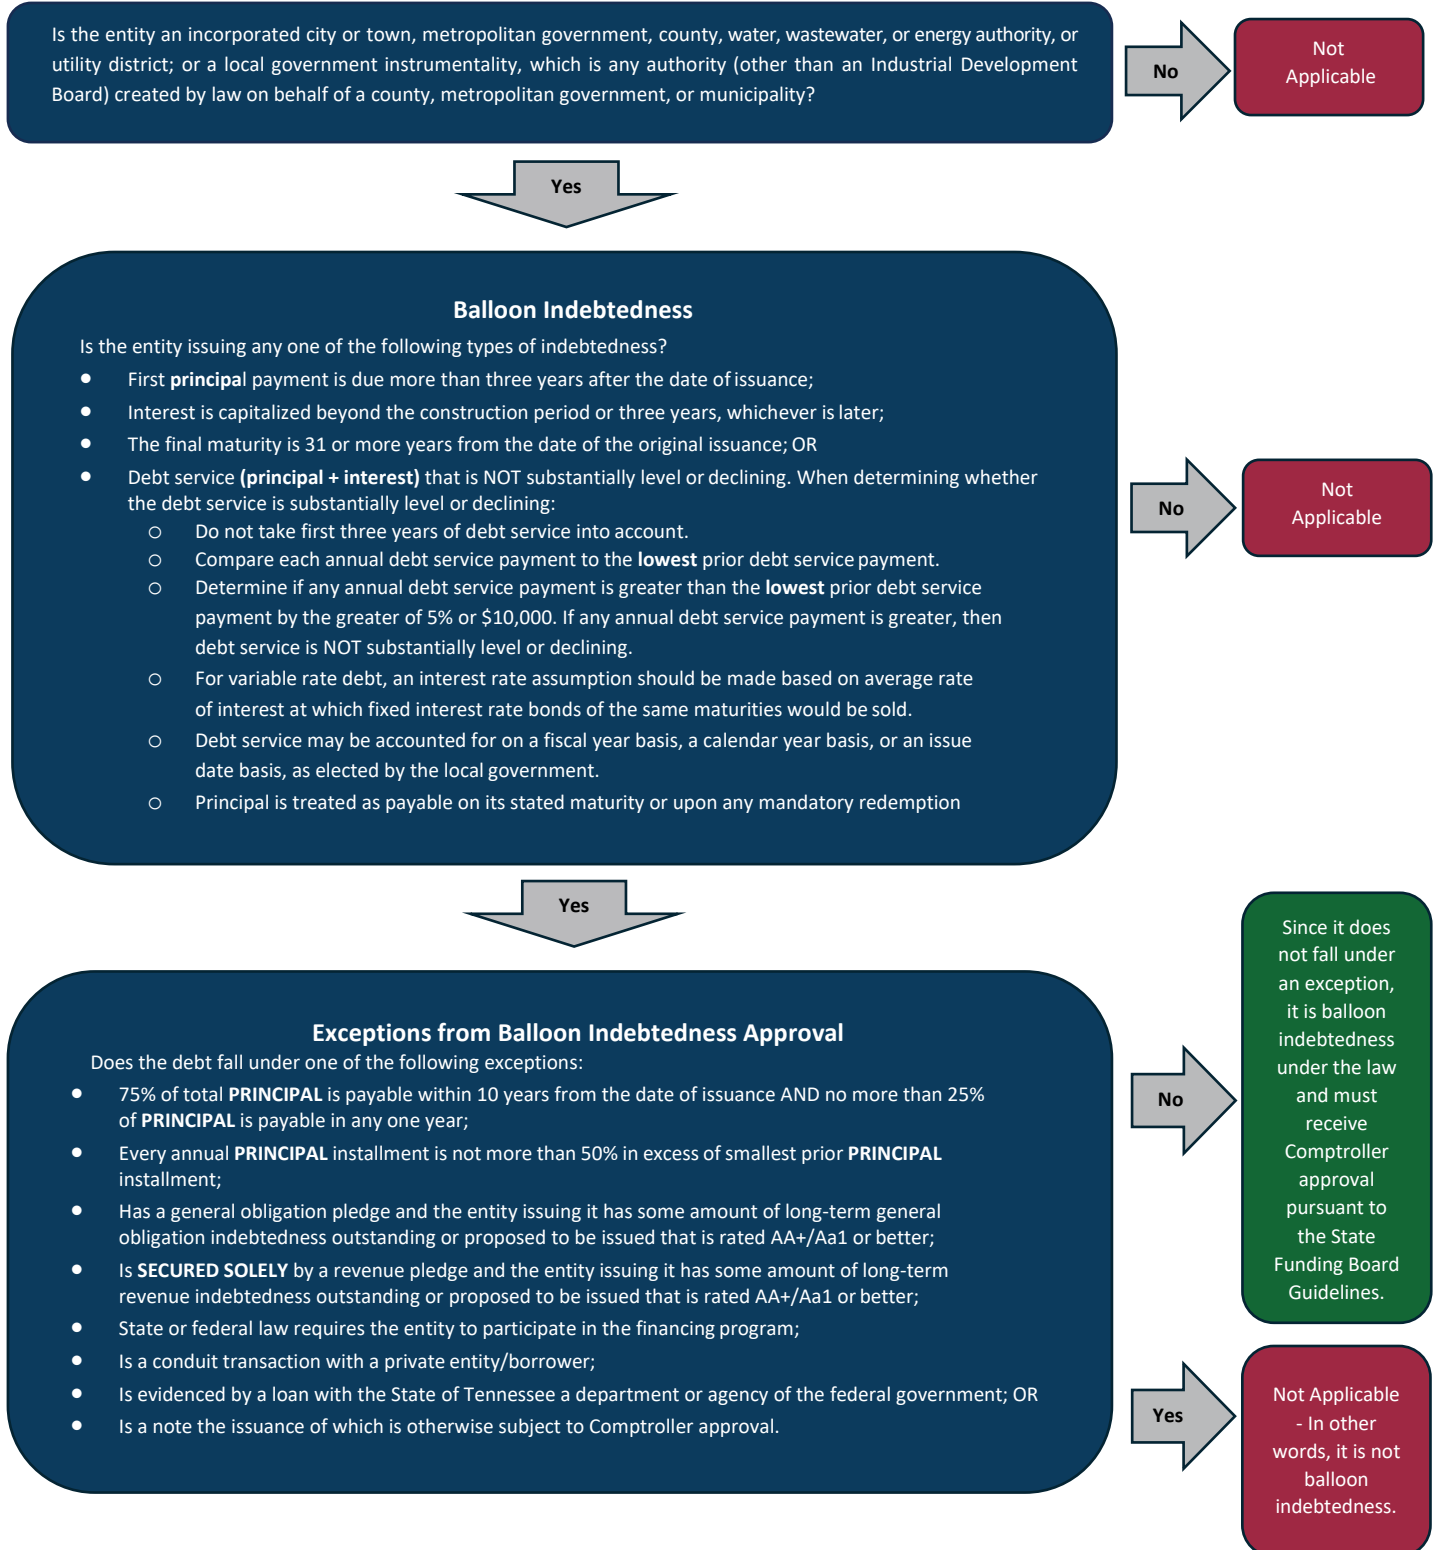 Is the entity an incorporated city or town, metropolitan government, county, water, wastewater, or energy authority, or
utility district; or a local government instrumentality, which is any authority (other than an Industrial Development
Board) created by law on behalf of a county, metropolitan government, or municipality?
No
Not
Applicable
Yes
Balloon Indebtedness
Is the entity issuing any one of the following types of indebtedness?
● First principal payment is due more than three years after the date of issuance;
● Interest is capitalized beyond the construction period or three years, whichever is later;
● The final maturity is 31 or more years from the date of the original issuance; OR
● Debt service (principal + interest) that is NOT substantially level or declining. When determining whether
the debt service is substantially level or declining:
○ Do not take first three years of debt service into account.
○ Compare each annual debt service payment to the lowest prior debt service payment.
○ Determine if any annual debt service payment is greater than the lowest prior debt service
payment by the greater of 5% or $10,000. If any annual debt service payment is greater, then
debt service is NOT substantially level or declining.
○ For variable rate debt, an interest rate assumption should be made based on average rate
of interest at which fixed interest rate bonds of the same maturities would be sold.
○ Debt service may be accounted for on a fiscal year basis, a calendar year basis, or an issue
date basis, as elected by the local government.
○ Principal is treated as payable on its stated maturity or upon any mandatory redemption
No
Not
Applicable
Yes
Exceptions from Balloon Indebtedness Approval
Does the debt fall under one of the following exceptions:
● 75% of total PRINCIPAL is payable within 10 years from the date of issuance AND no more than 25%
of PRINCIPAL is payable in any one year;
● Every annual PRINCIPAL installment is not more than 50% in excess of smallest prior PRINCIPAL
installment;
● Has a general obligation pledge and the entity issuing it has some amount of long-term general
obligation indebtedness outstanding or proposed to be issued that is rated AA+/Aa1 or better;
● Is SECURED SOLELY by a revenue pledge and the entity issuing it has some amount of long-term
revenue indebtedness outstanding or proposed to be issued that is rated AA+/Aa1 or better;
● State or federal law requires the entity to participate in the financing program;
● Is a conduit transaction with a private entity/borrower;
● Is evidenced by a loan with the State of Tennessee a department or agency of the federal government; OR
● Is a note the issuance of which is otherwise subject to Comptroller approval.
No
Since it does
not fall under
an exception,
it is balloon
indebtedness
under the law
and must
receive
Comptroller
approval
pursuant to
the State
Funding Board
Guidelines.
Yes
Not Applicable
- In other
words, it is not
balloon
indebtedness.